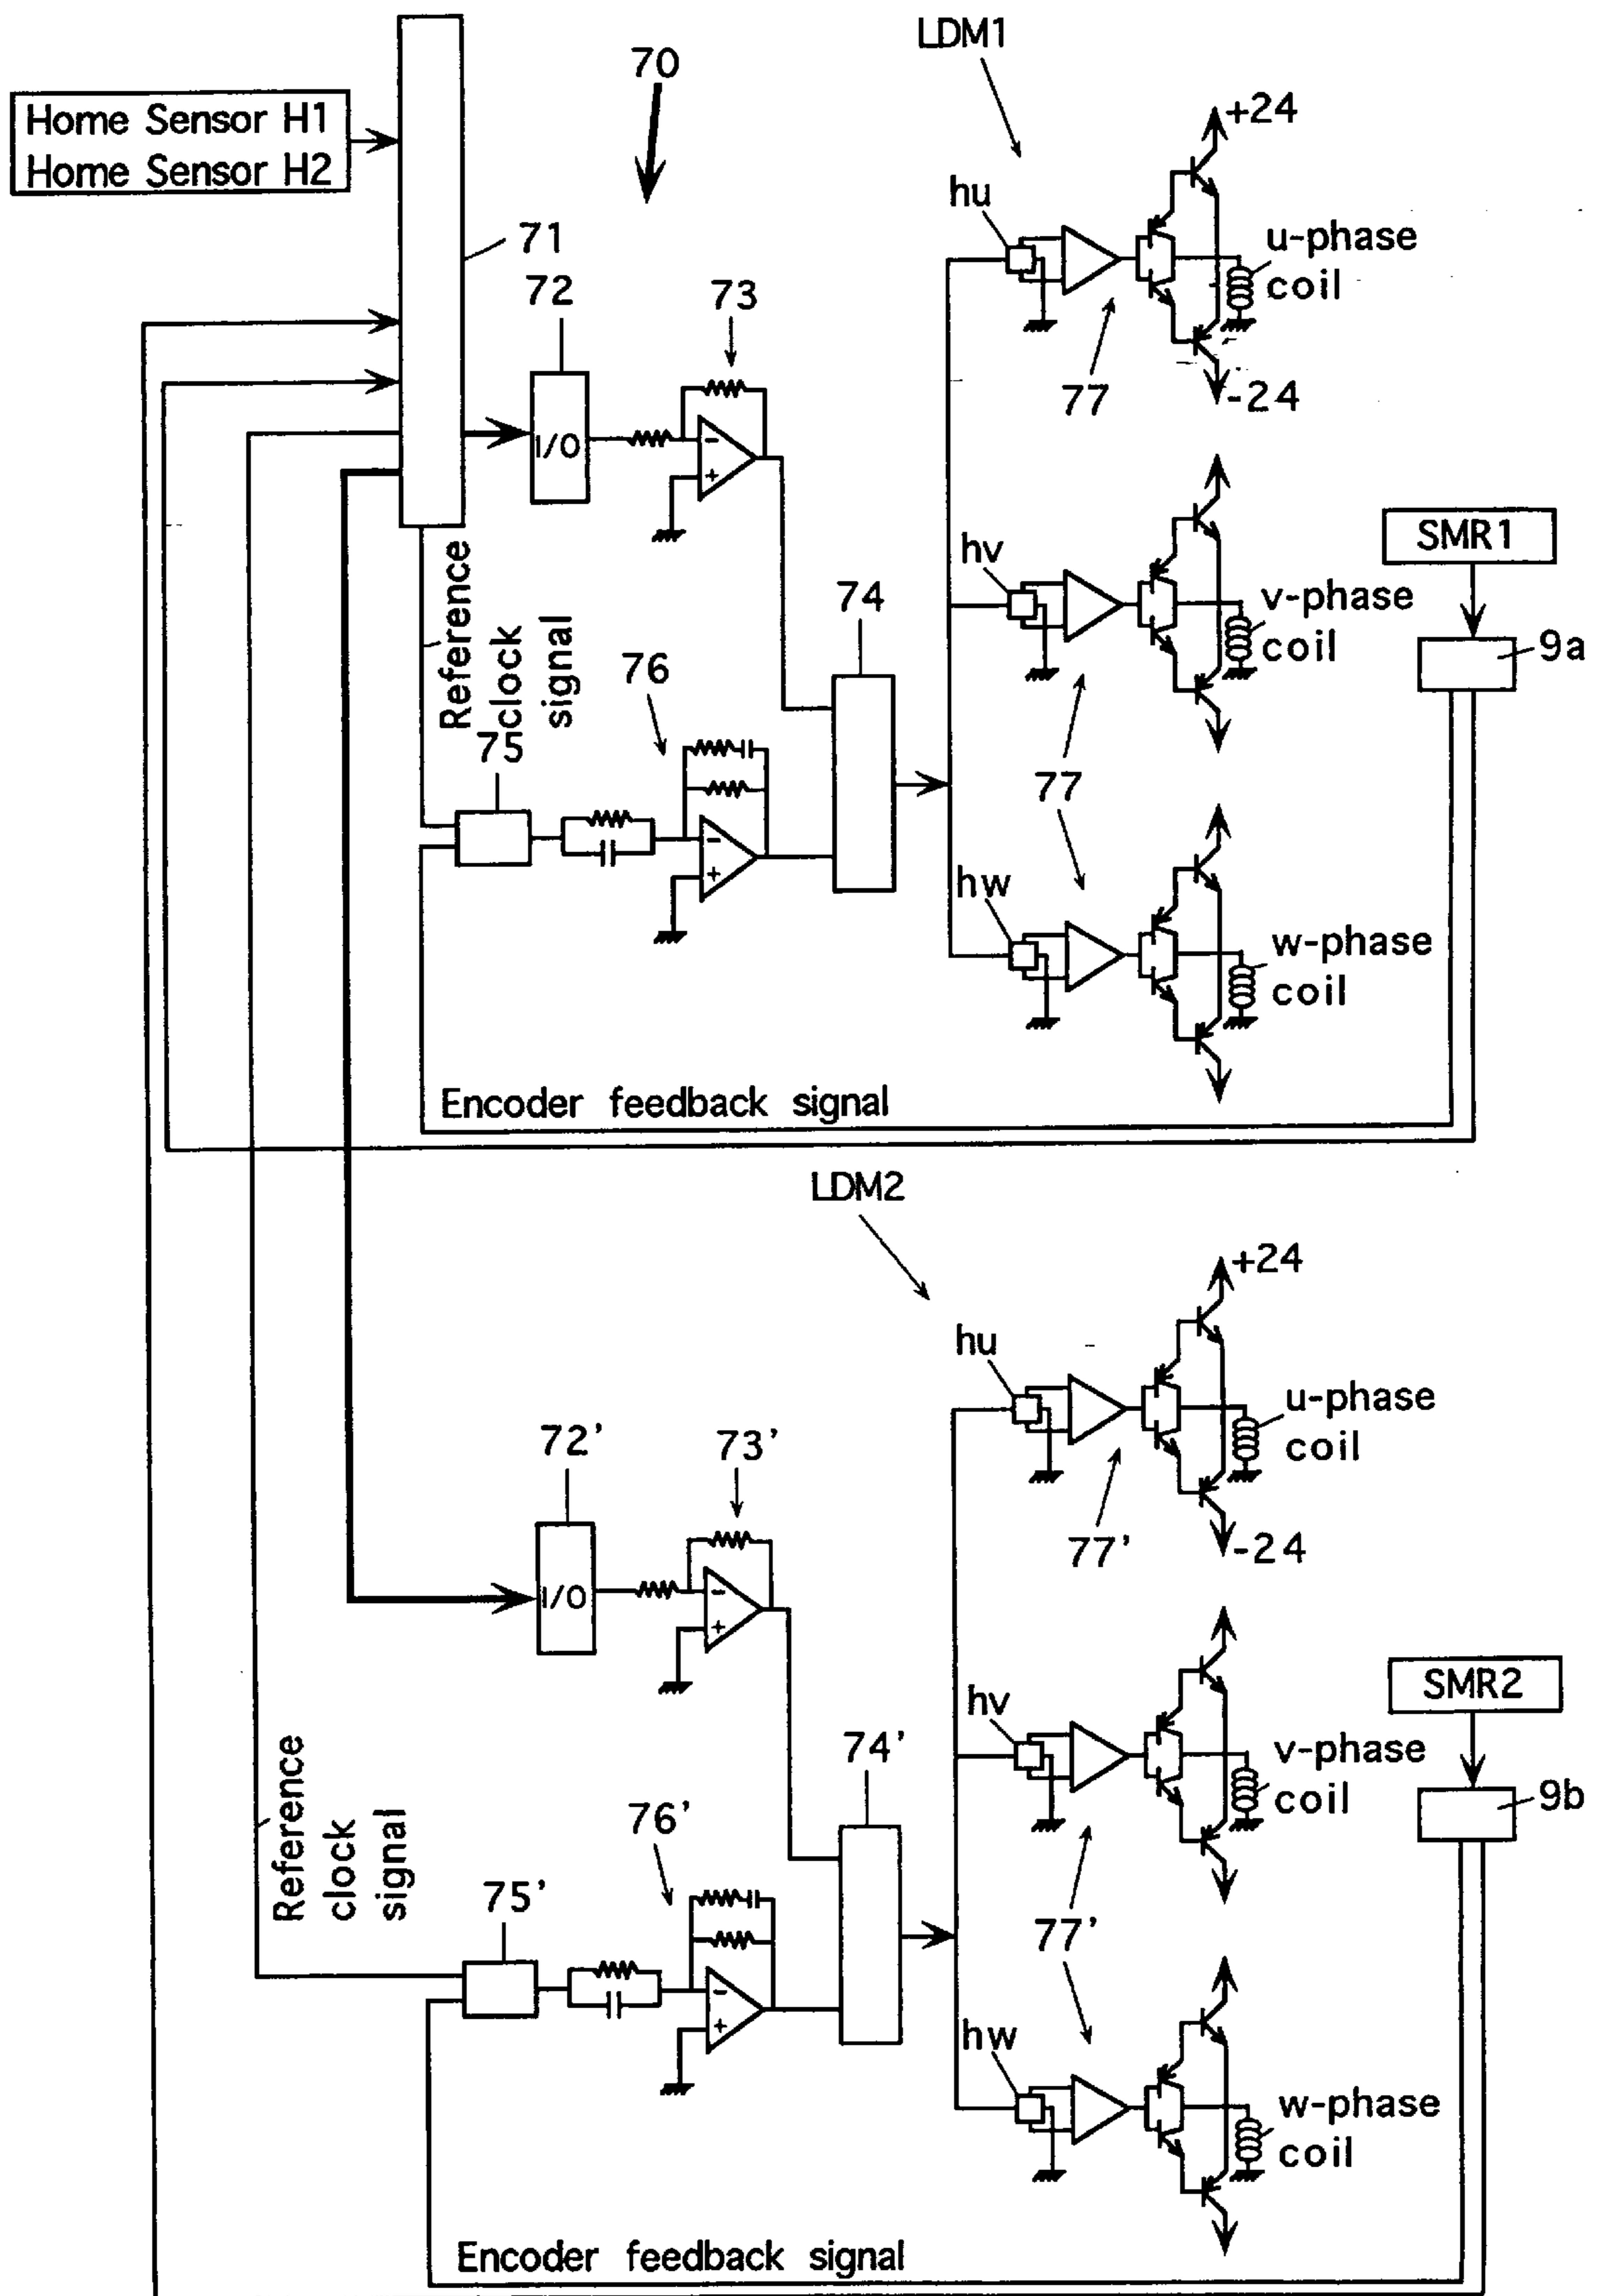 LDM1
70
+24
Home Sensor H1
Home Sensor H2
hu
71
u-phase
coil
72
73
77
-24
I/O
-
+
hv
SMR1
Reference
clock
signal
74
v-phase
coil
9a
76
75
77
-
+
hw
w-phase
coil
Encoder feedback signal
LDM2
+24
hu
u-phase
coil
72'
73'
77'
-24
I/O
-
+
hv
SMR2
Reference
clock
signal
74'
v-phase
coil
9b
76'
75'
77'
-
+
hw
w-phase
coil
Encoder feedback signal